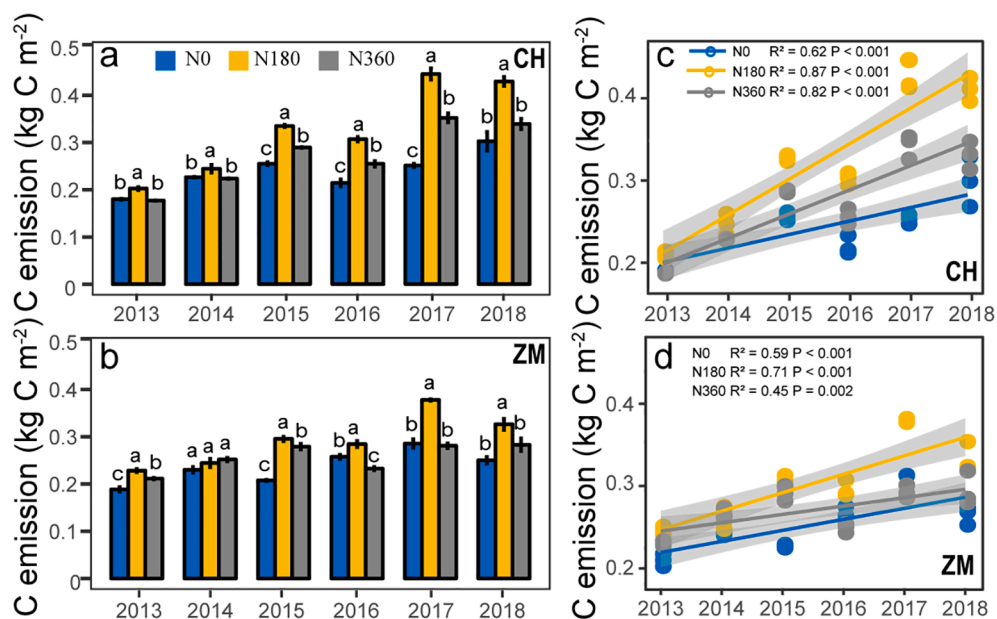 C emission (kg C m⁻²)
0.5
0.4
0.3
0.2
0.1
0
a
N0 N180 N360
CH
b a b
b a b
c a b
c a b
c a b
b a b
2013 2014 2015 2016 2017 2018
C emission (kg C m⁻²)
0.5
0.4
0.3
0.2
0.1
0
b
ZM
c a b
a a a
c a b
b a c
b a b
b a b
2013 2014 2015 2016 2017 2018
C emission (kg C m⁻²)
0.4
0.3
0.2
c
N0 R² = 0.62 P < 0.001
N180 R² = 0.87 P < 0.001
N360 R² = 0.82 P < 0.001
CH
2013 2014 2015 2016 2017 2018
C emission (kg C m⁻²)
0.4
0.3
0.2
d
N0 R² = 0.59 P < 0.001
N180 R² = 0.71 P < 0.001
N360 R² = 0.45 P = 0.002
ZM
2013 2014 2015 2016 2017 2018